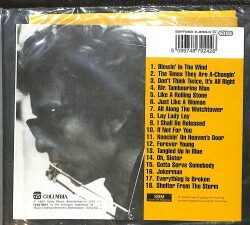 5 099748 792426
1. Blowin' In The Wind
2. The Times They Are A-Changin'
3. Don't Think Twice, It's All Right
4. Mr. Tambourine Man
5. Like A Rolling Stone
6. Just Like A Woman
7. All Along The Watchtower
8. Lay Lady Lay
9. I Shall Be Released
10. If Not For You
11. Knockin' On Heaven's Door
12. Forever Young
13. Tangled Up In Blue
14. Oh, Sister
15. Gotta Serve Somebody
16. Jokerman
17. Everything Is Broken
18. Shelter From The Storm
COLUMBIA